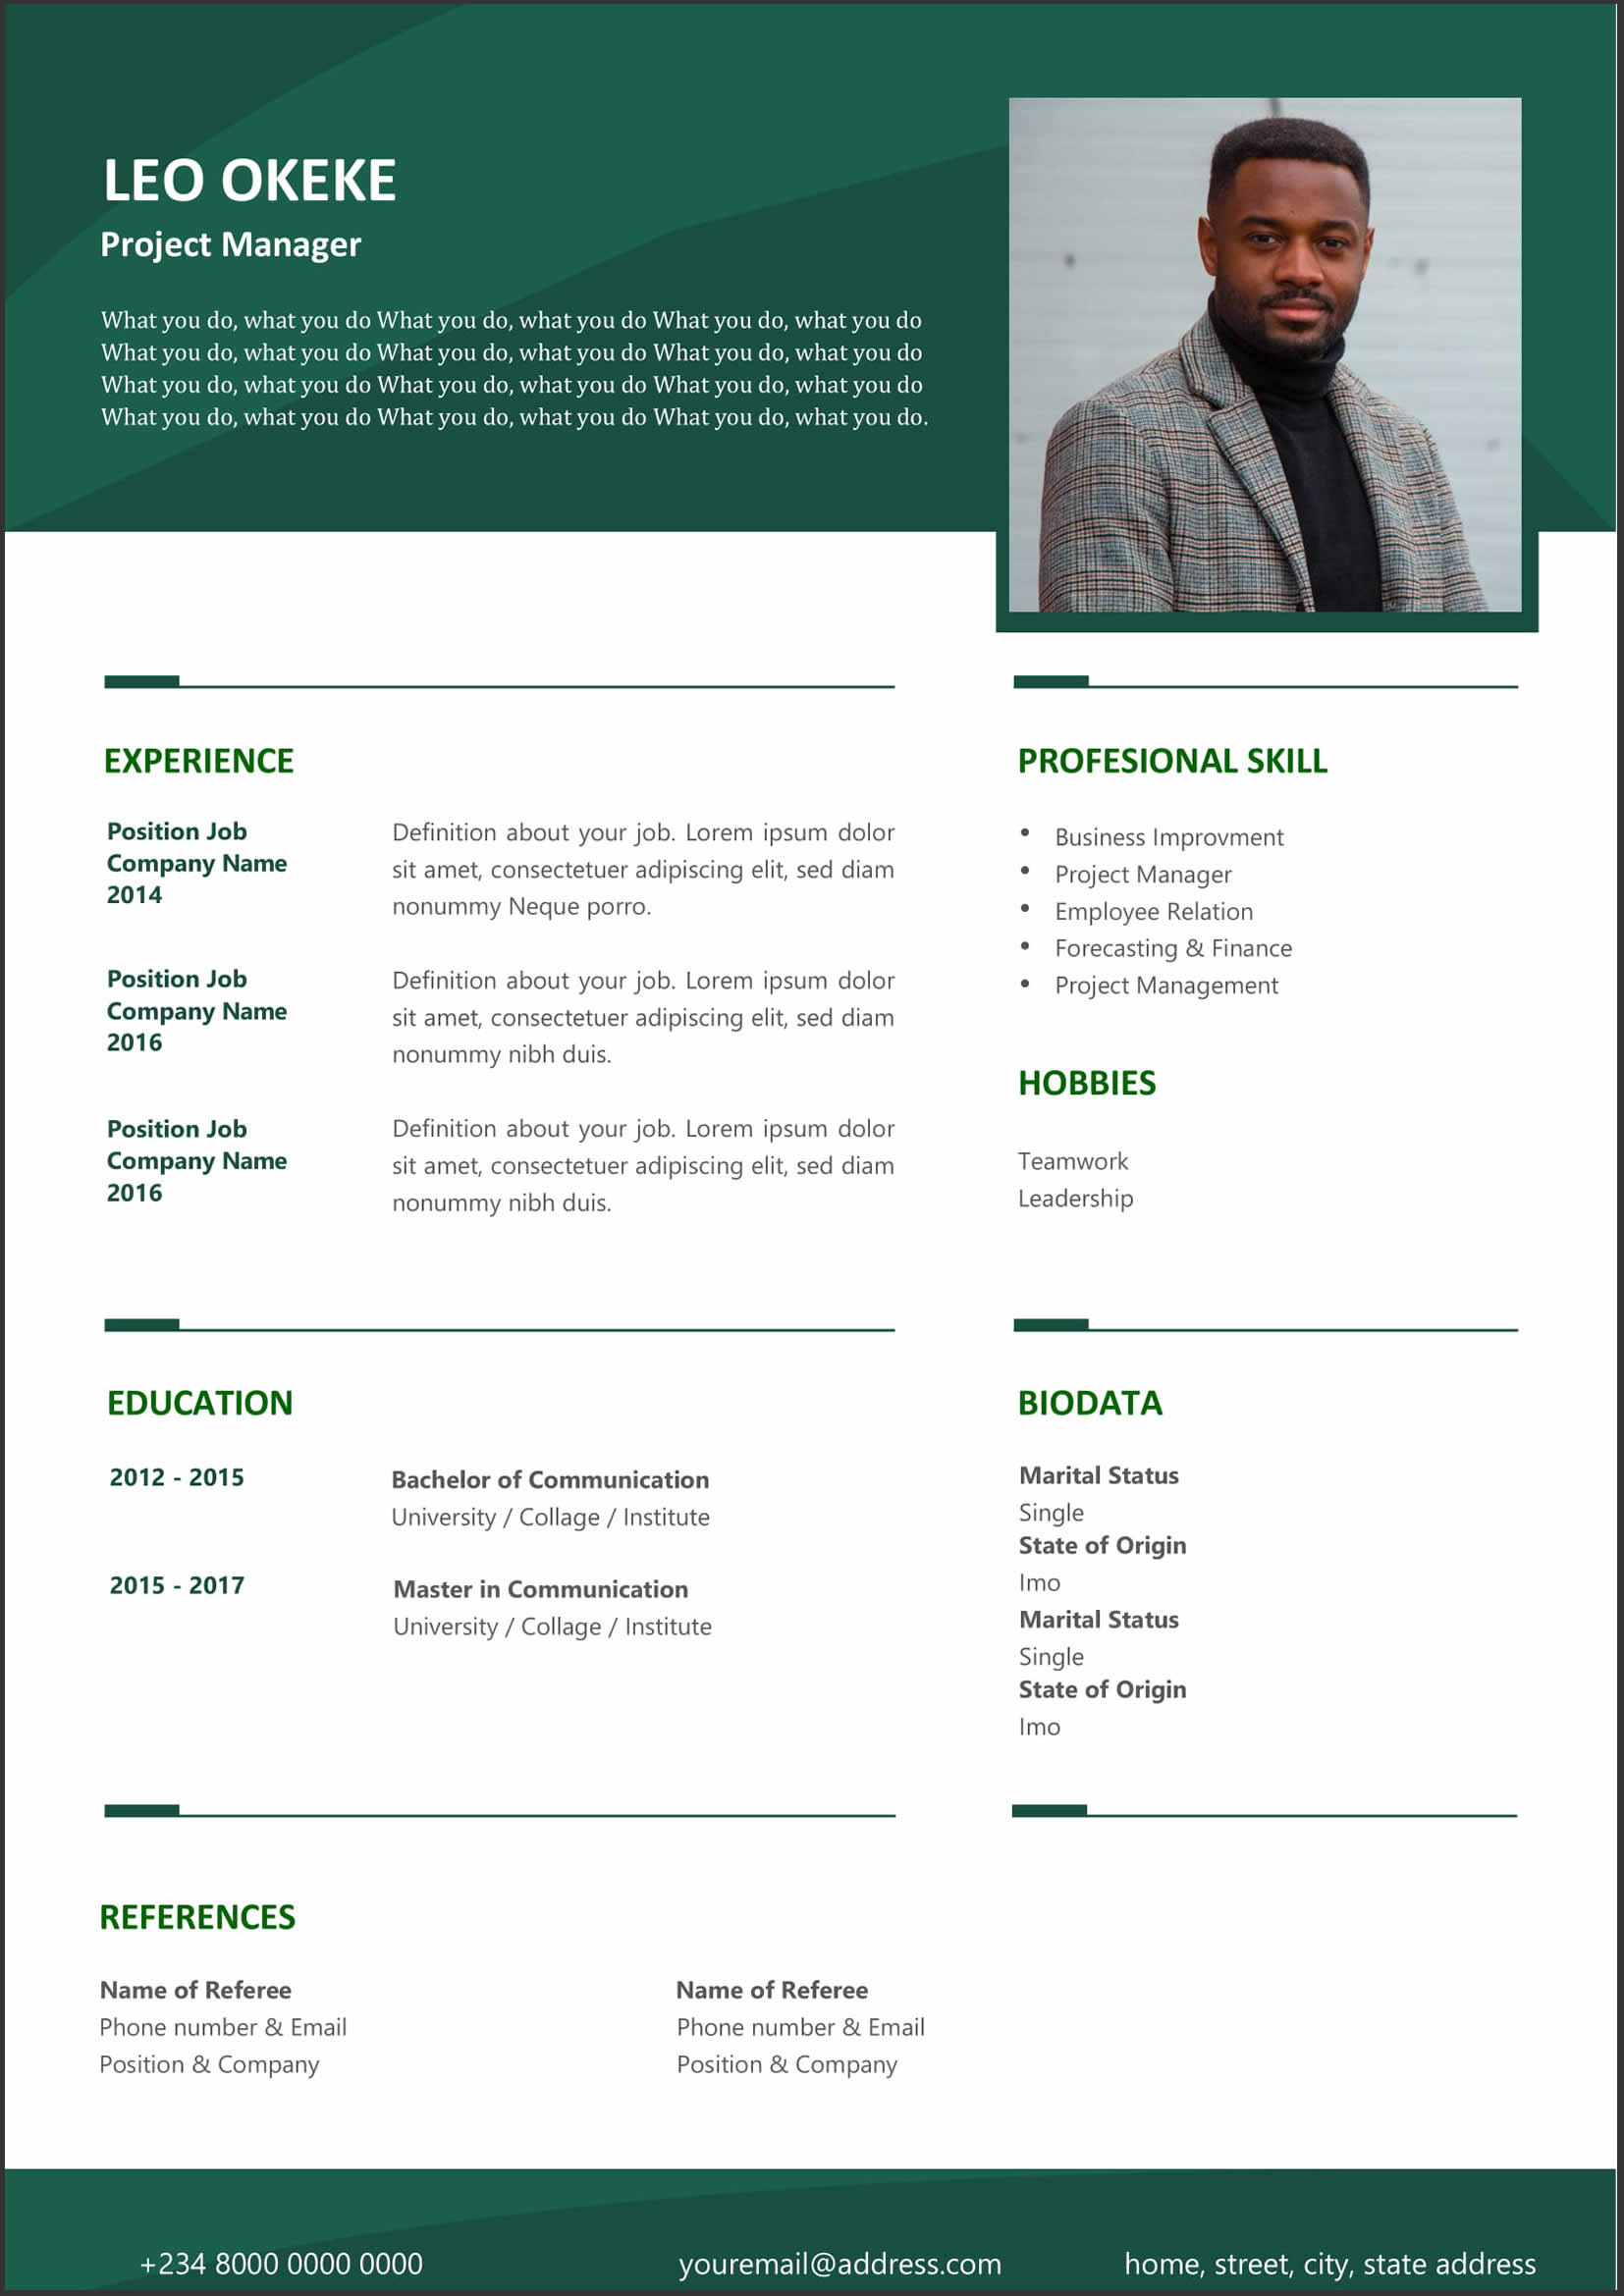 LEO OKEKE
Project Manager
What you do, what you do What you do, what you do What you do, what you do
What you do, what you do What you do, what you do What you do, what you do
What you do, what you do What you do, what you do What you do, what you do
What you do, what you do What you do, what you do What you do, what you do.
EXPERIENCE
Position Job
Company Name
2014
Definition about your job. Lorem ipsum dolor
sit amet, consectetuer adipiscing elit, sed diam
nonummy Neque porro.
Position Job
Company Name
2016
Definition about your job. Lorem ipsum dolor
sit amet, consectetuer adipiscing elit, sed diam
nonummy nibh duis.
Position Job
Company Name
2016
Definition about your job. Lorem ipsum dolor
sit amet, consectetuer adipiscing elit, sed diam
nonummy nibh duis.
PROFESIONAL SKILL
• Business Improvment
• Project Manager
• Employee Relation
• Forecasting & Finance
• Project Management
HOBBIES
Teamwork
Leadership
EDUCATION
2012 - 2015
Bachelor of Communication
University / Collage / Institute
2015 - 2017
Master in Communication
University / Collage / Institute
BIODATA
Marital Status
Single
State of Origin
Imo
Marital Status
Single
State of Origin
Imo
REFERENCES
Name of Referee
Phone number & Email
Position & Company
Name of Referee
Phone number & Email
Position & Company
+234 8000 0000 0000
youremail@address.com
home, street, city, state address